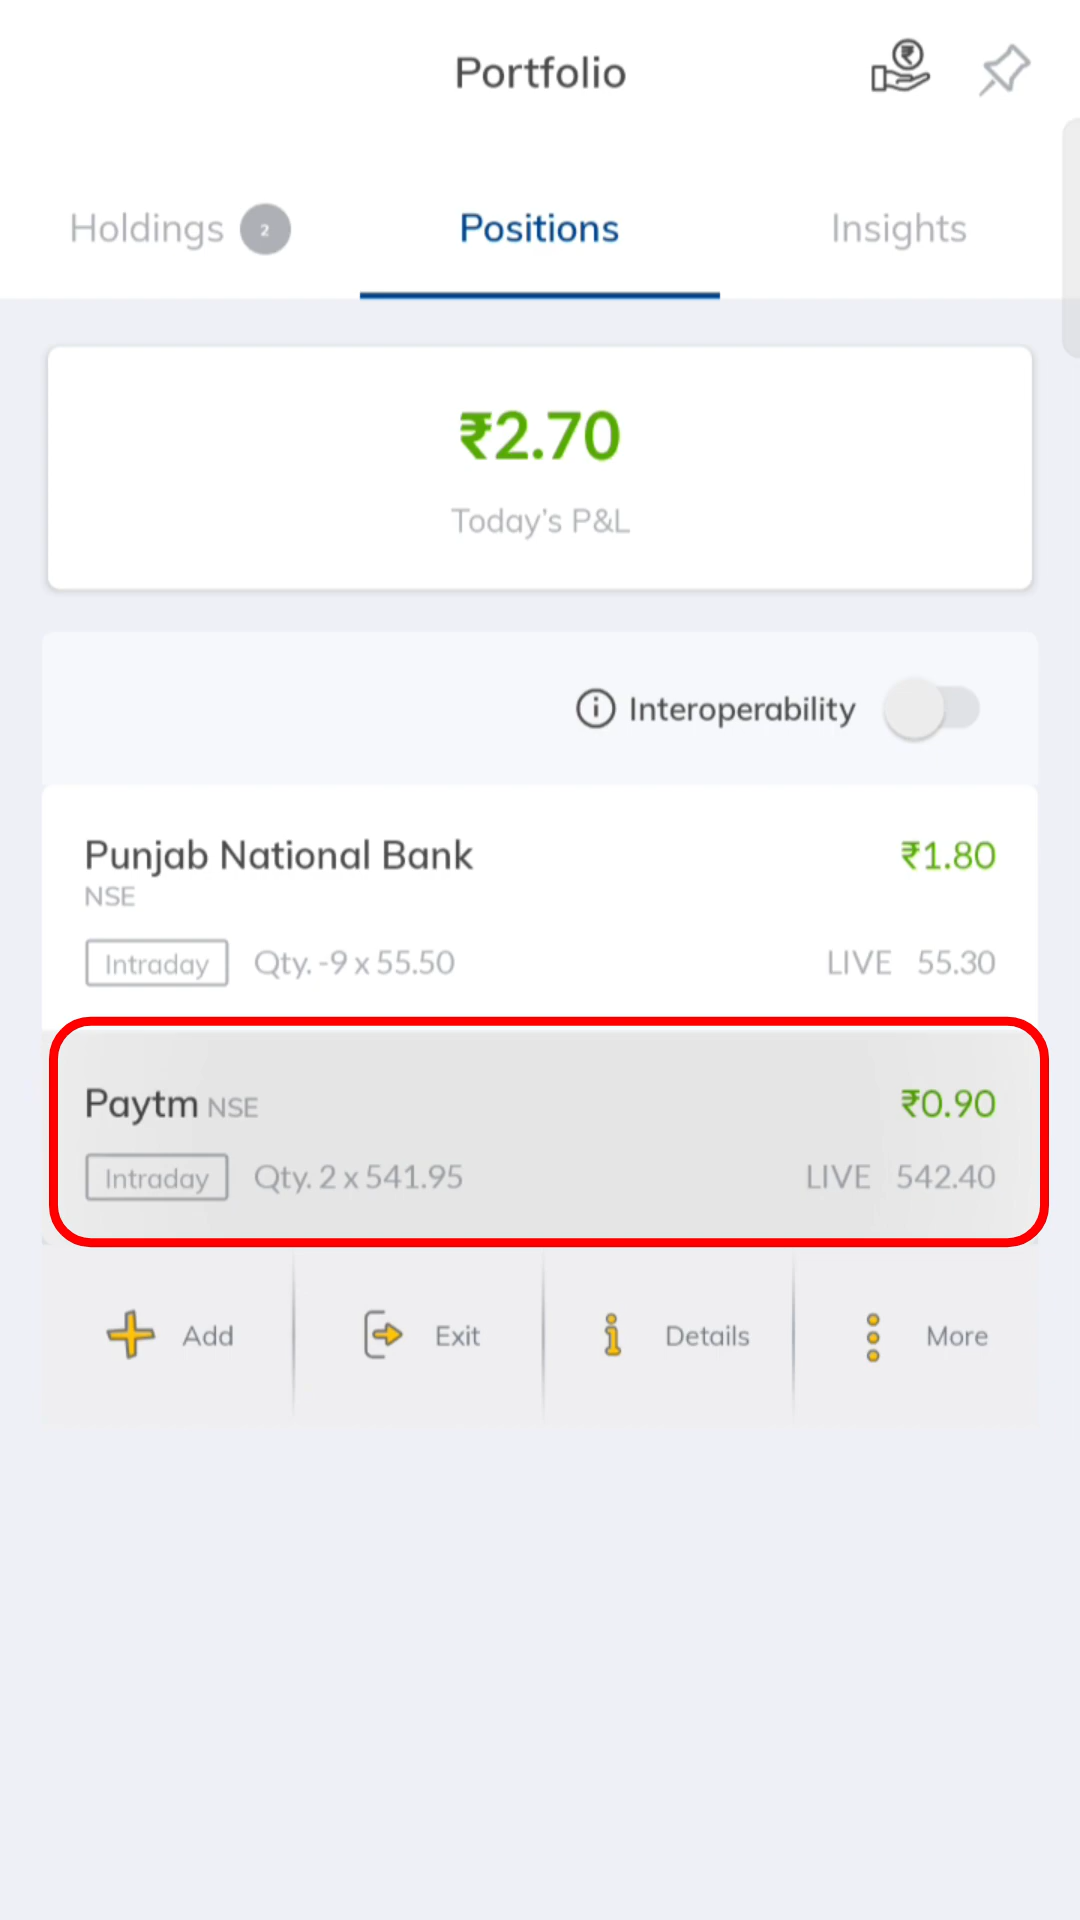 Portfolio
Holdings 2 Positions Insights
₹2.70
Today's P&L
Interoperability
Punjab National Bank ₹1.80
NSE
Intraday Qty. -9 x 55.50 LIVE 55.30
Paytm NSE ₹0.90
Intraday Qty. 2 x 541.95 LIVE 542.40
Add Exit Details More